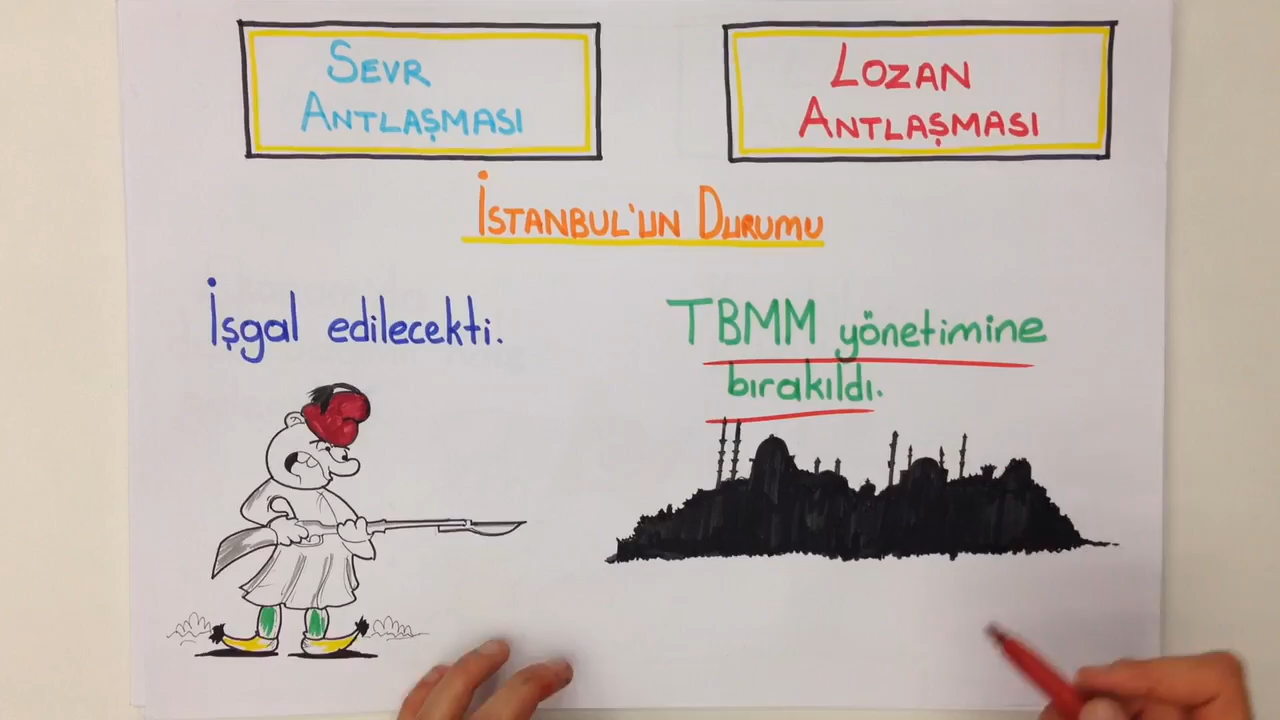 SEVR
ANTLAŞMASI
LOZAN
ANTLAŞMASI
İSTANBUL'UN DURUMU
İşgal edilecekti.
TBMM yönetimine
bırakıldı.